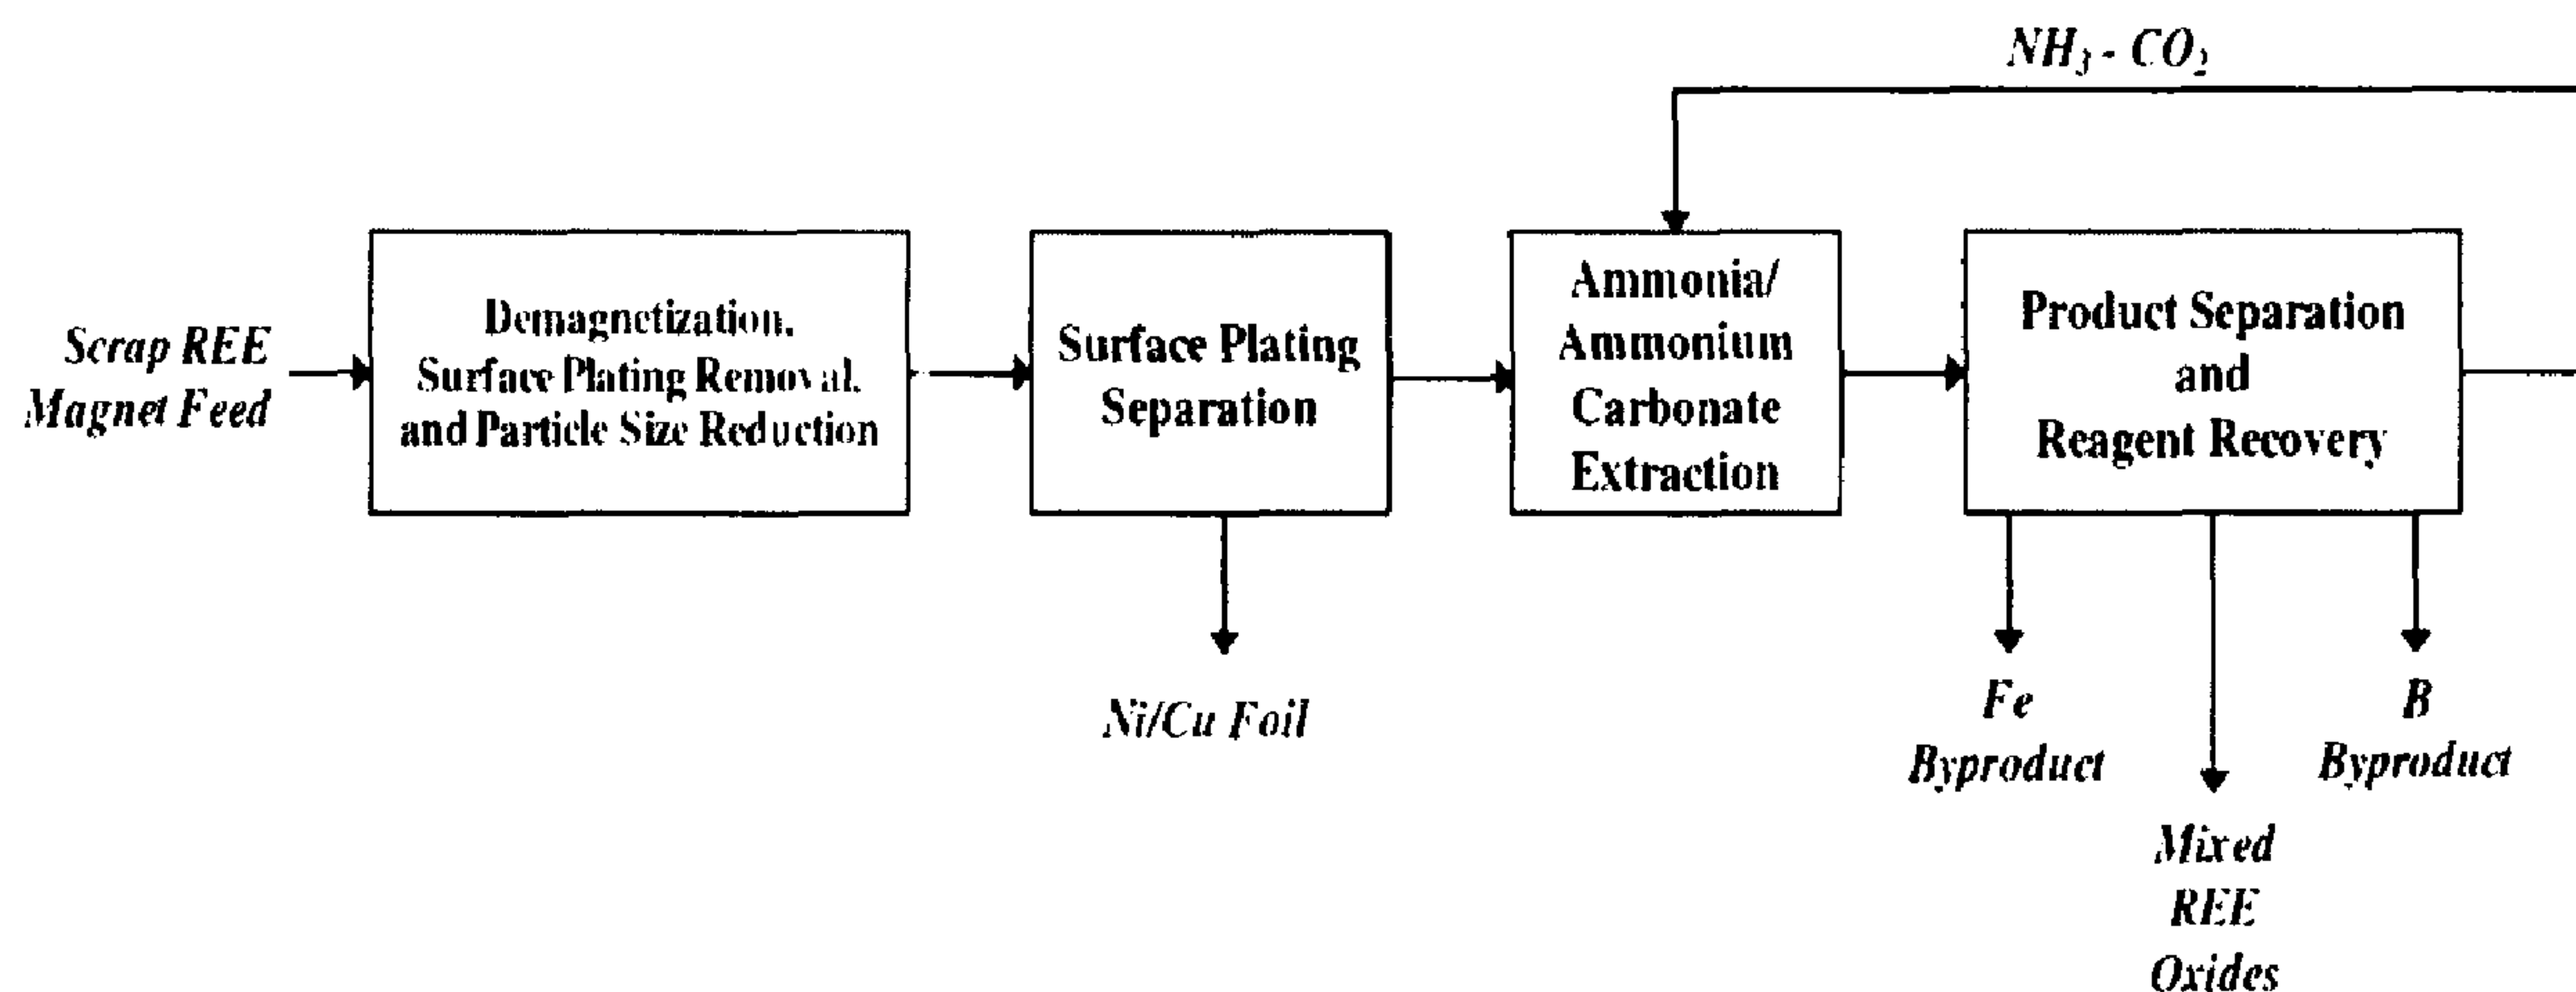 NH₃ - CO₂
Scrap REE
Magnet Feed
Demagnetization,
Surface Plating Removal,
and Particle Size Reduction
Surface Plating
Separation
Ammonia/
Ammonium
Carbonate
Extraction
Product Separation
and
Reagent Recovery
Ni/Cu Foil
Fe
Byproduct
Mixed
REE
Oxides
B
Byproduct